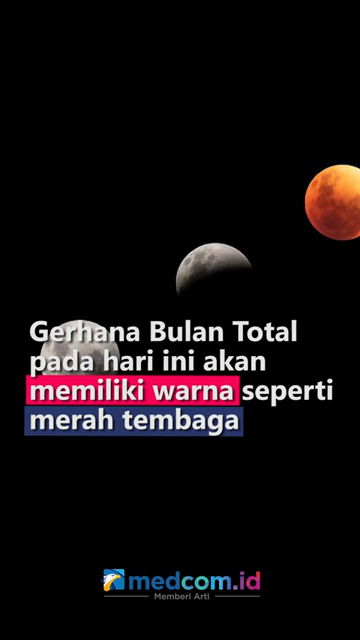 Gerhana Bulan Total
pada hari ini akan
memiliki warna seperti
merah tembaga
medcom.id
Memberi Arti